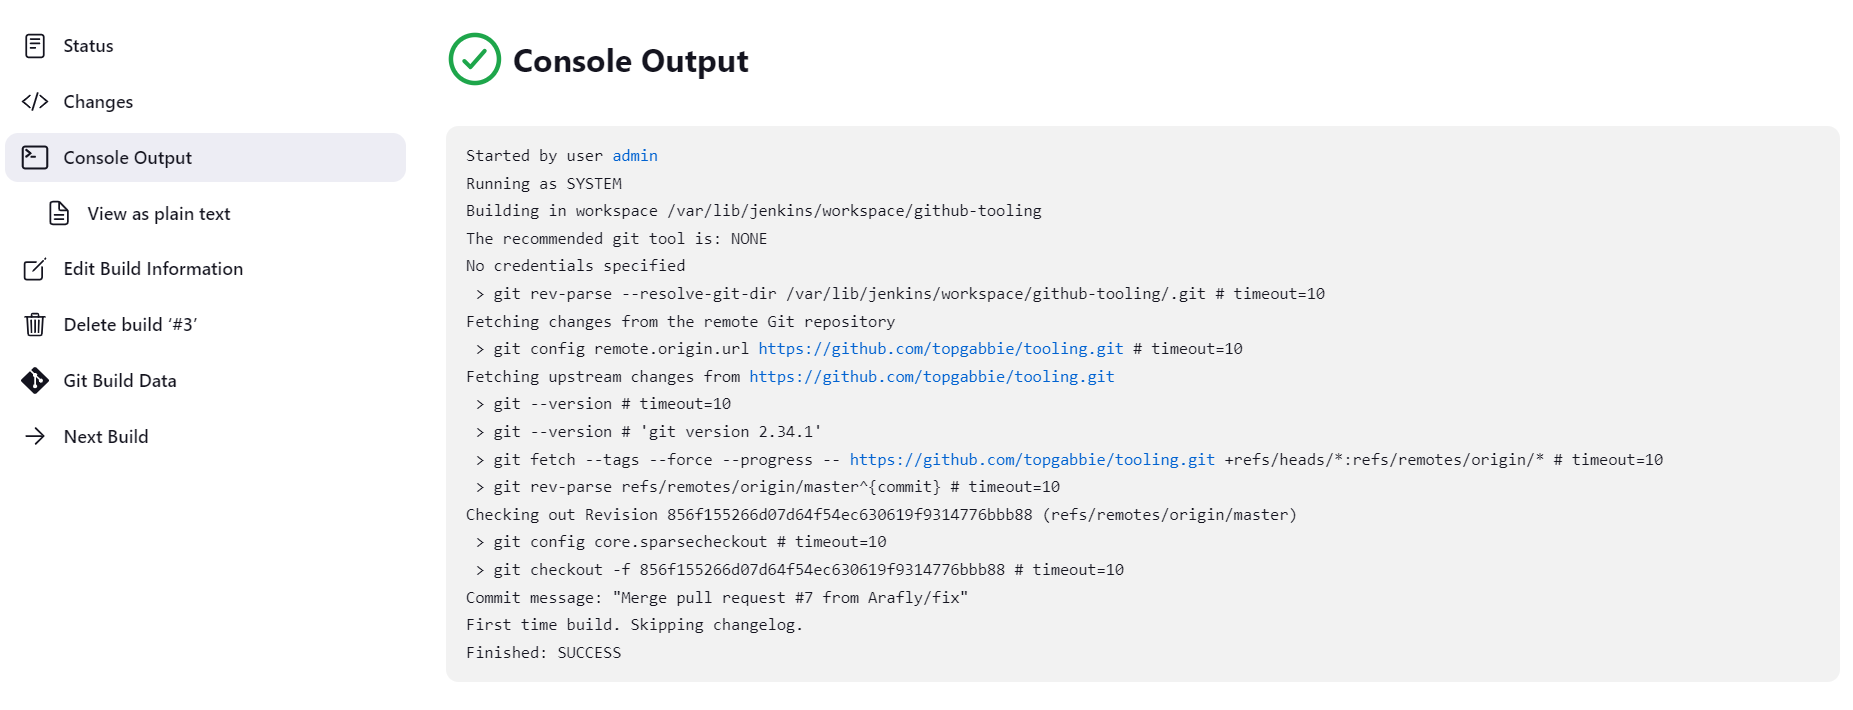 Status
Changes
Console Output
View as plain text
Edit Build Information
Delete build ‘#3’
Git Build Data
Next Build
Console Output
Started by user admin
Running as SYSTEM
Building in workspace /var/lib/jenkins/workspace/github-tooling
The recommended git tool is: NONE
No credentials specified
 > git rev-parse --resolve-git-dir /var/lib/jenkins/workspace/github-tooling/.git # timeout=10
Fetching changes from the remote Git repository
 > git config remote.origin.url https://github.com/topgabbie/tooling.git # timeout=10
Fetching upstream changes from https://github.com/topgabbie/tooling.git
 > git --version # timeout=10
 > git --version # 'git version 2.34.1'
 > git fetch --tags --force --progress -- https://github.com/topgabbie/tooling.git +refs/heads/*:refs/remotes/origin/* # timeout=10
 > git rev-parse refs/remotes/origin/master^{commit} # timeout=10
Checking out Revision 856f155266d07d64f54ec630619f9314776bbb88 (refs/remotes/origin/master)
 > git config core.sparsecheckout # timeout=10
 > git checkout -f 856f155266d07d64f54ec630619f9314776bbb88 # timeout=10
Commit message: "Merge pull request #7 from Arafly/fix"
First time build. Skipping changelog.
Finished: SUCCESS